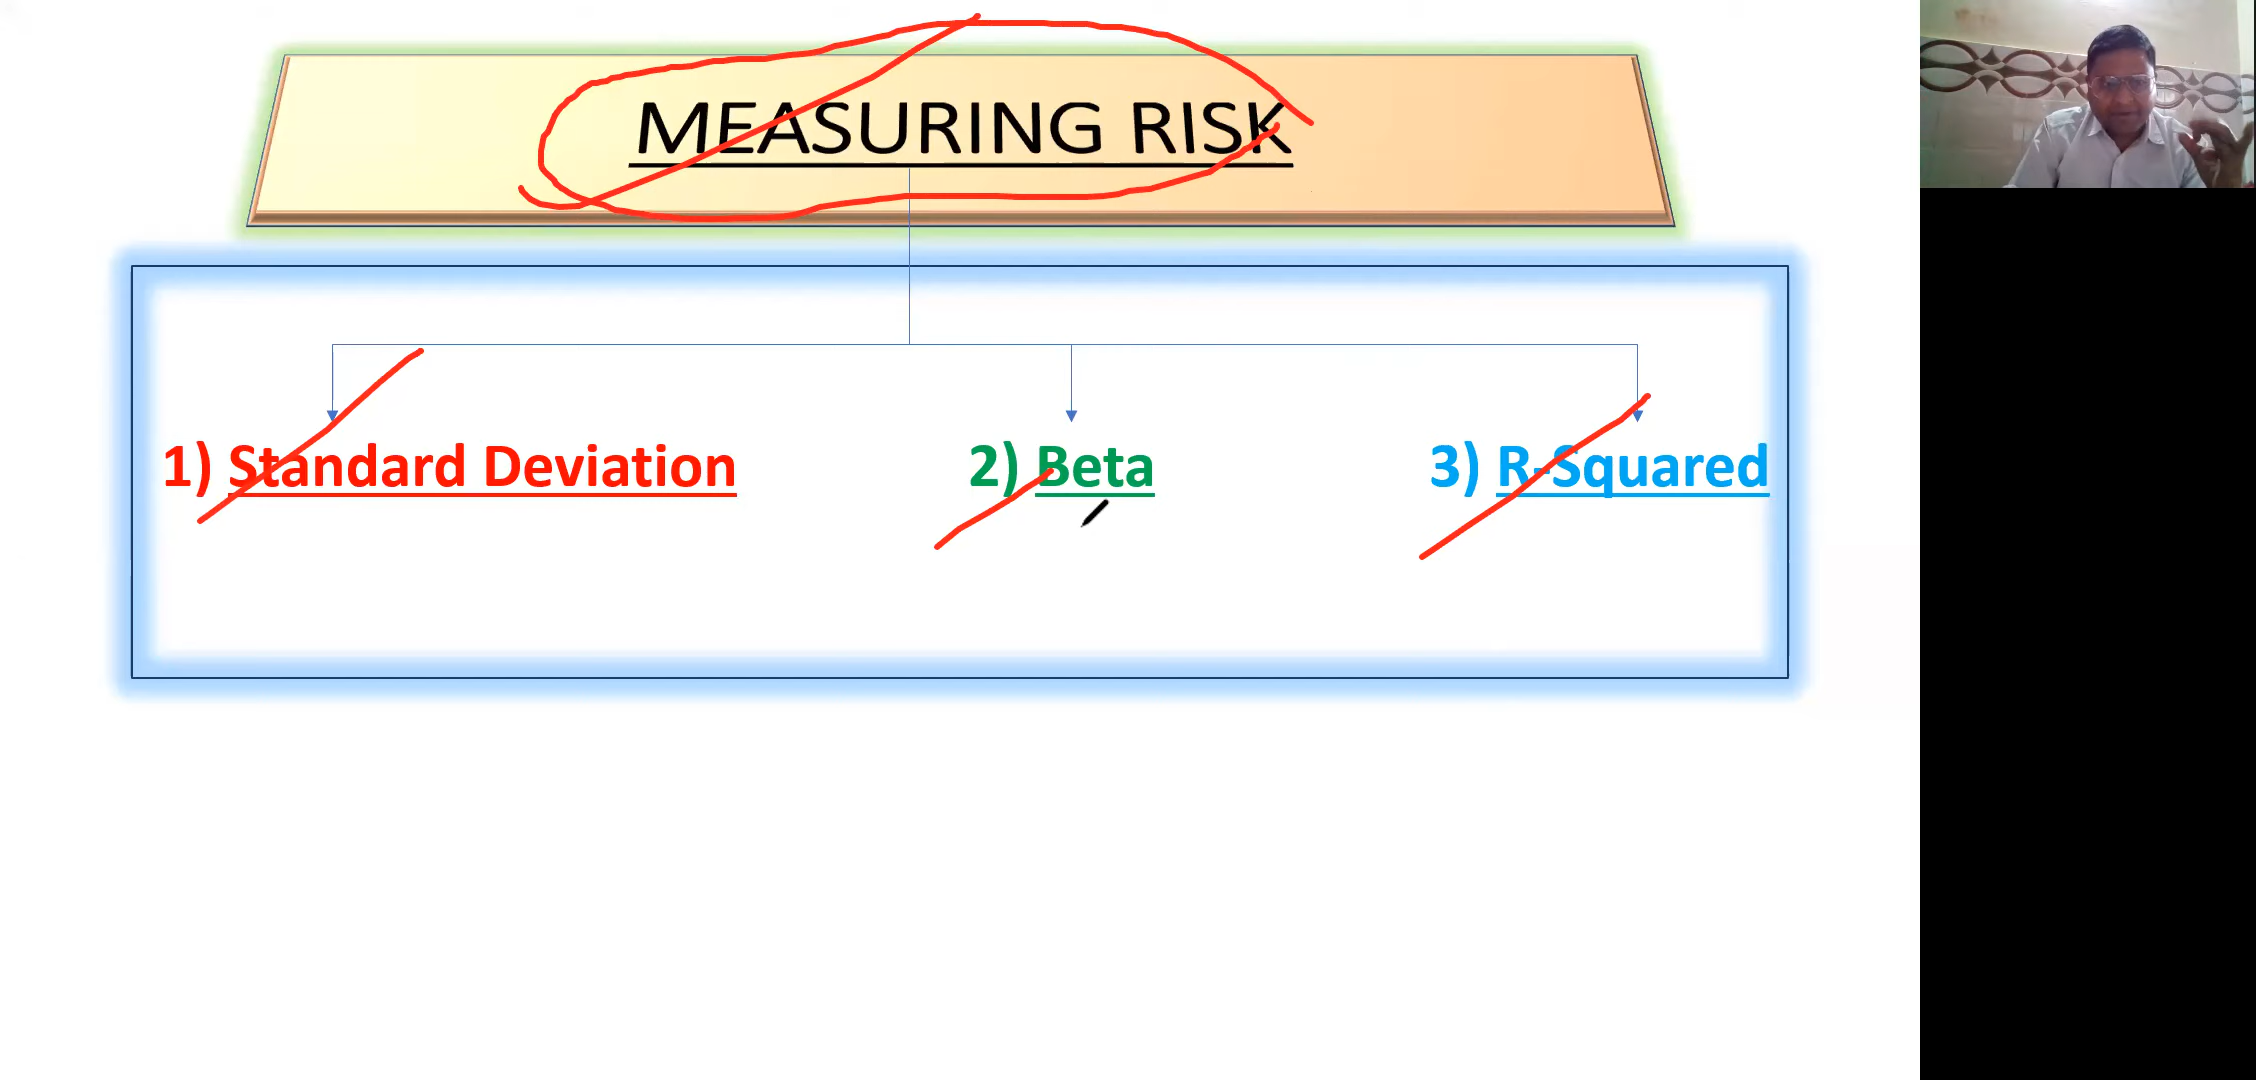 MEASURING RISK
1) Standard Deviation
2) Beta
3) R-Squared